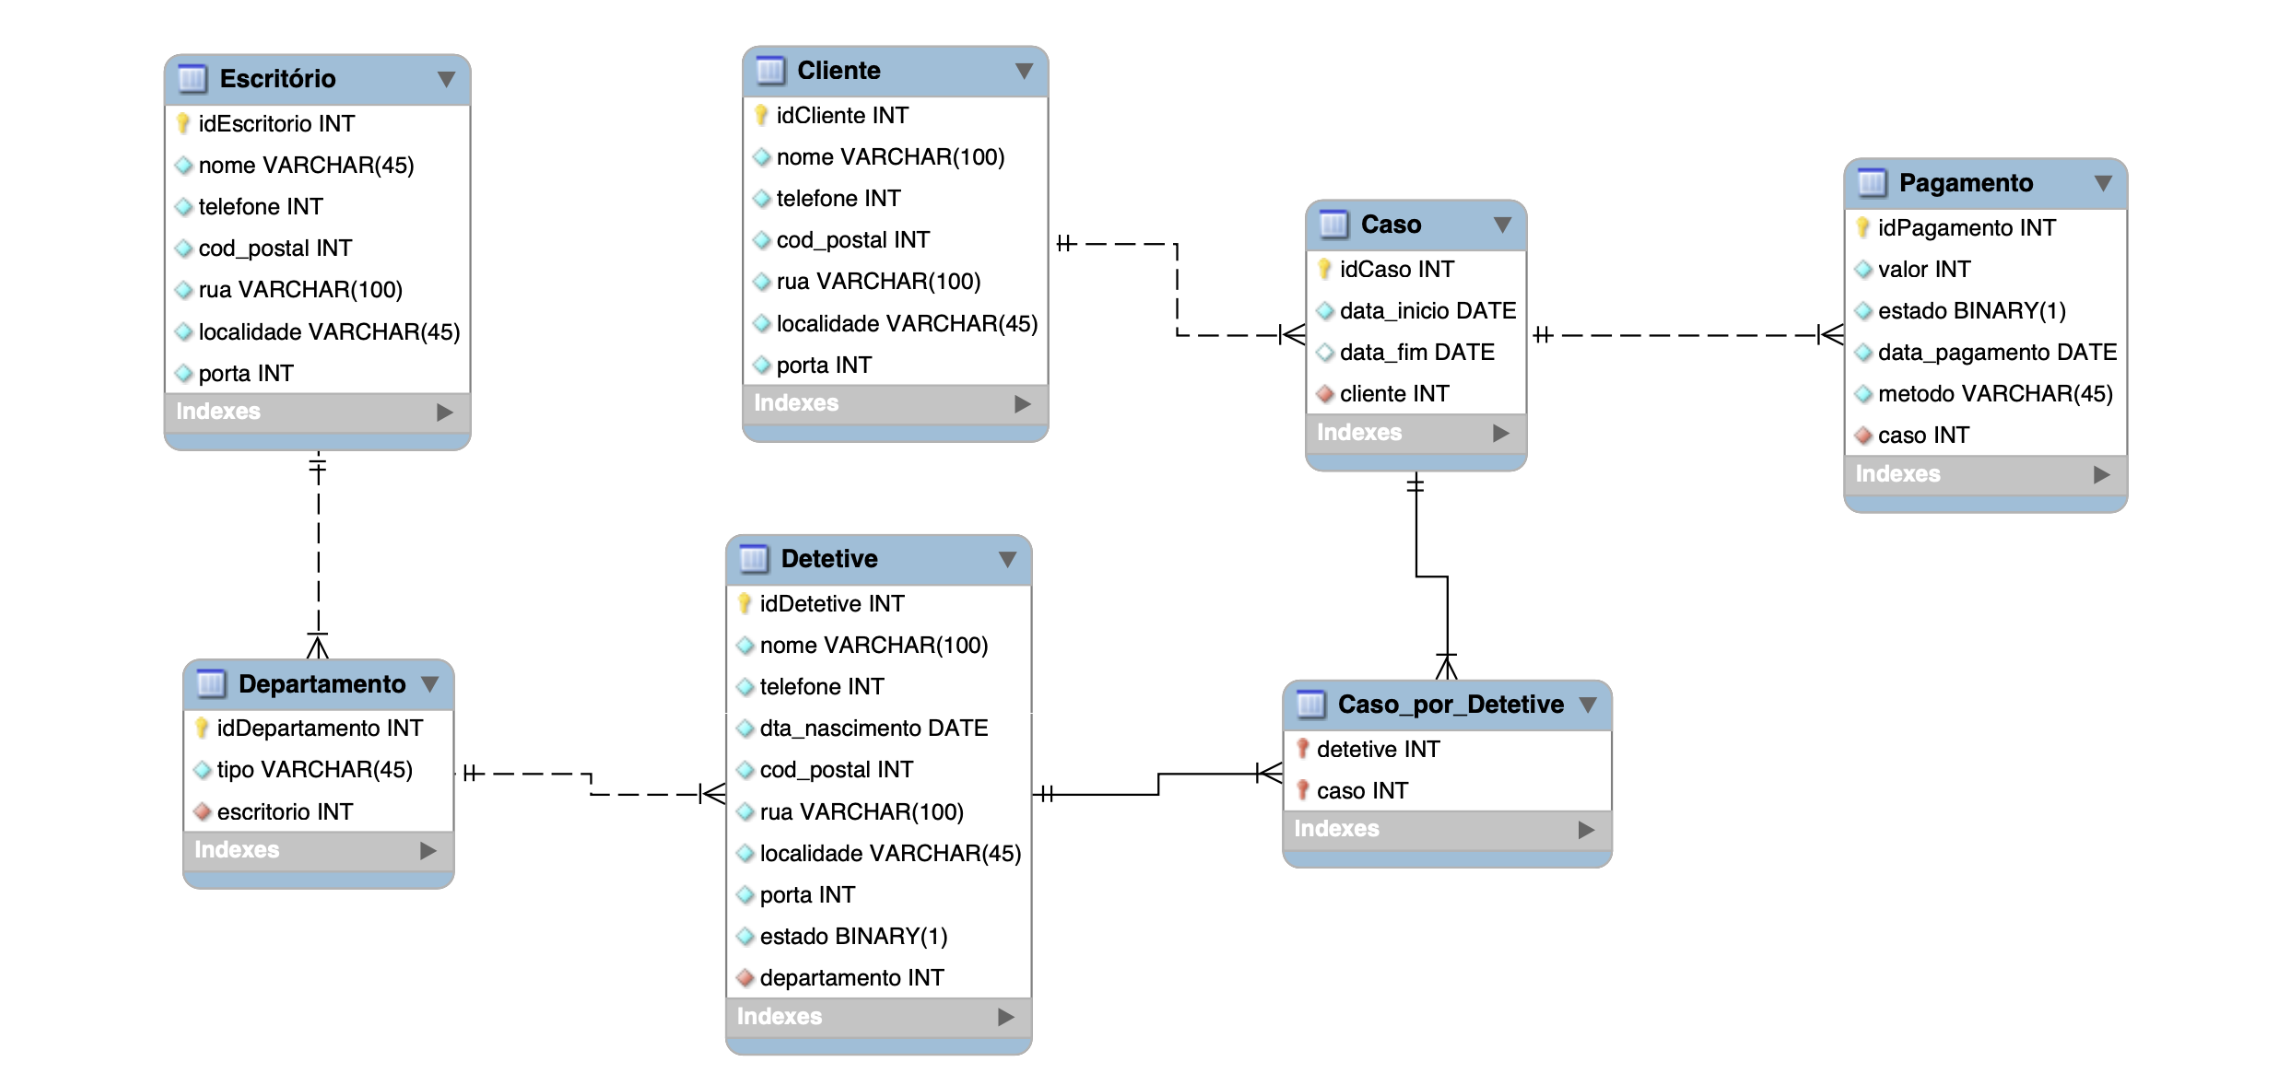 Escritório
idEscritorio INT
nome VARCHAR(45)
telefone INT
cod_postal INT
rua VARCHAR(100)
localidade VARCHAR(45)
porta INT
Indexes
Cliente
idCliente INT
nome VARCHAR(100)
telefone INT
cod_postal INT
rua VARCHAR(100)
localidade VARCHAR(45)
porta INT
Indexes
Caso
idCaso INT
data_inicio DATE
data_fim DATE
cliente INT
Indexes
Pagamento
idPagamento INT
valor INT
estado BINARY(1)
data_pagamento DATE
metodo VARCHAR(45)
caso INT
Indexes
Departamento
idDepartamento INT
tipo VARCHAR(45)
escritorio INT
Indexes
Detetive
idDetetive INT
nome VARCHAR(100)
telefone INT
dta_nascimento DATE
cod_postal INT
rua VARCHAR(100)
localidade VARCHAR(45)
porta INT
estado BINARY(1)
departamento INT
Indexes
Caso_por_Detetive
detetive INT
caso INT
Indexes